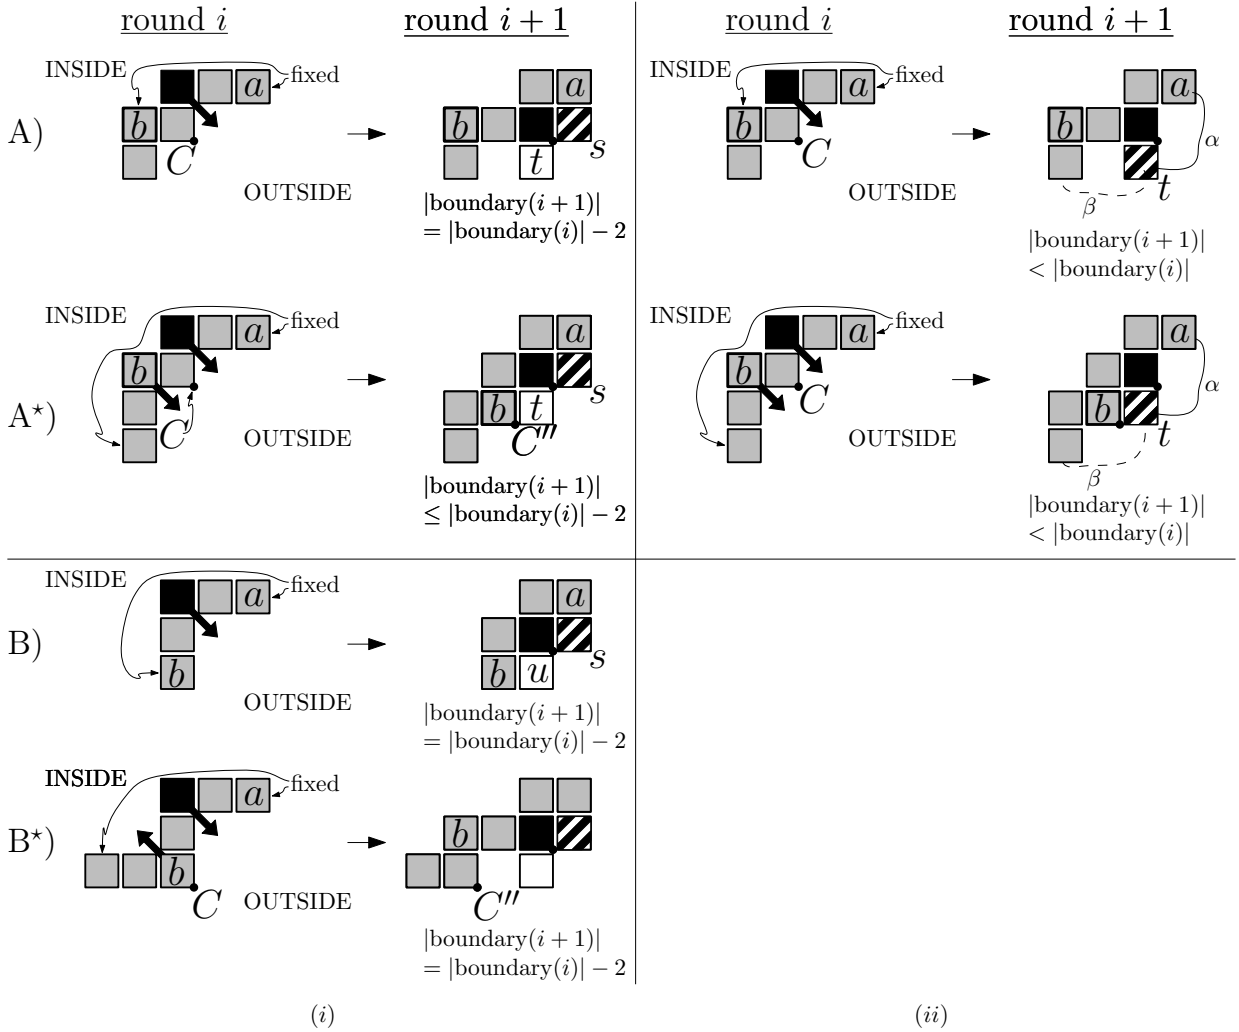 round i
round i + 1
round i
round i + 1
A)
INSIDE
a
fixed
b
C
OUTSIDE
a
b
s
t
|boundary(i + 1)|
= |boundary(i)| − 2
INSIDE
a
fixed
b
C
OUTSIDE
a
b
α
t
β
|boundary(i + 1)|
< |boundary(i)|
A⋆)
INSIDE
a
fixed
b
C
OUTSIDE
a
s
b
t
C′′
|boundary(i + 1)|
≤ |boundary(i)| − 2
INSIDE
a
fixed
b
C
OUTSIDE
a
α
b
t
β
|boundary(i + 1)|
< |boundary(i)|
B)
INSIDE
a
fixed
b
OUTSIDE
a
s
b
u
|boundary(i + 1)|
= |boundary(i)| − 2
B⋆)
INSIDE
a
fixed
b
C
OUTSIDE
b
C′′
|boundary(i + 1)|
= |boundary(i)| − 2
(i)
(ii)